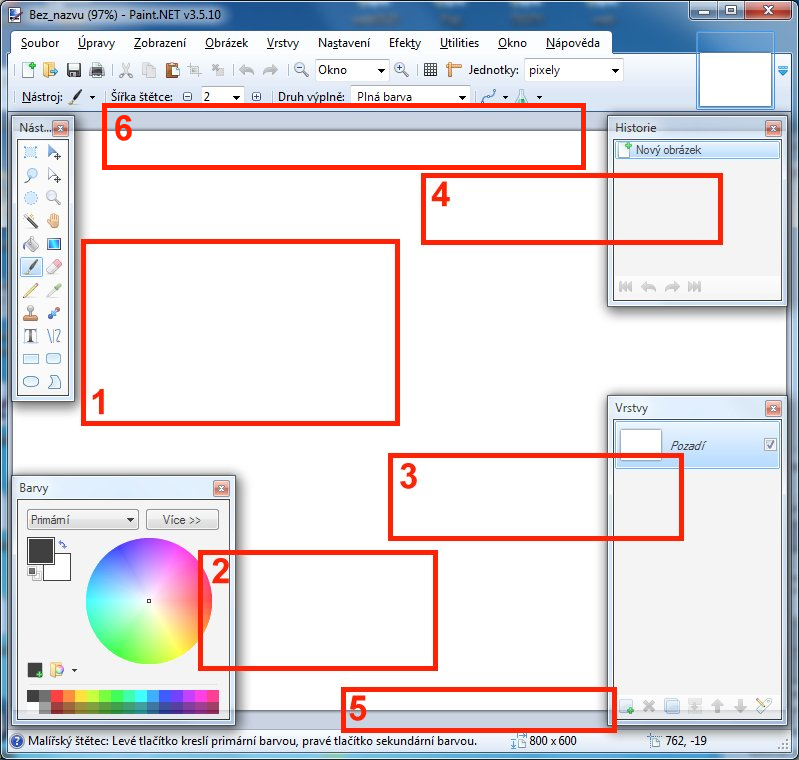 Bez_nazvu (97%) - Paint.NET v3.5.10
Soubor Úpravy Zobrazení Obrázek Vrstvy Nastavení Efekty Utilities Okno Nápověda
Okno Jednotky: pixely
Nástroj: Šířka štětce: 2 Druh výplně: Plná barva
Nást...
6
Historie
Nový obrázek
4
1
Vrstvy
Pozadí
3
Barvy
Primární Více >>
2
5
Malířský štětec: Levé tlačítko kreslí primární barvou, pravé tlačítko sekundární barvou. 800 x 600 762, -19